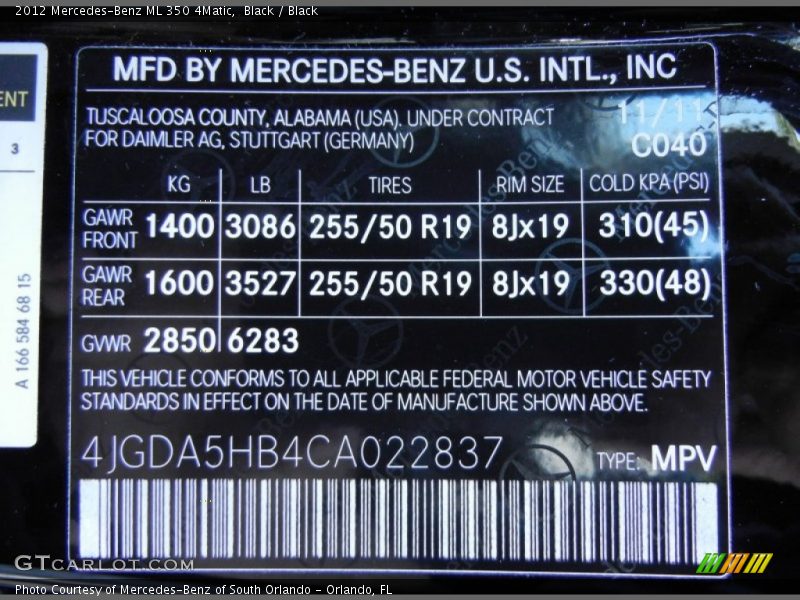 2012 Mercedes-Benz ML 350 4Matic, Black / Black
MFD BY MERCEDES-BENZ U.S. INTL., INC
TUSCALOOSA COUNTY, ALABAMA (USA). UNDER CONTRACT 11/11
FOR DAIMLER AG, STUTTGART (GERMANY) C040
KG LB TIRES RIM SIZE COLD KPA (PSI)
GAWR FRONT 1400 3086 255/50 R19 8Jx19 310(45)
GAWR REAR 1600 3527 255/50 R19 8Jx19 330(48)
GVWR 2850 6283
THIS VEHICLE CONFORMS TO ALL APPLICABLE FEDERAL MOTOR VEHICLE SAFETY
STANDARDS IN EFFECT ON THE DATE OF MANUFACTURE SHOWN ABOVE.
4JGDA5HB4CA022837 TYPE: MPV
ENT
3
A 166 584 68 15
GTCARLOT.COM
Photo Courtesy of Mercedes-Benz of South Orlando - Orlando, FL